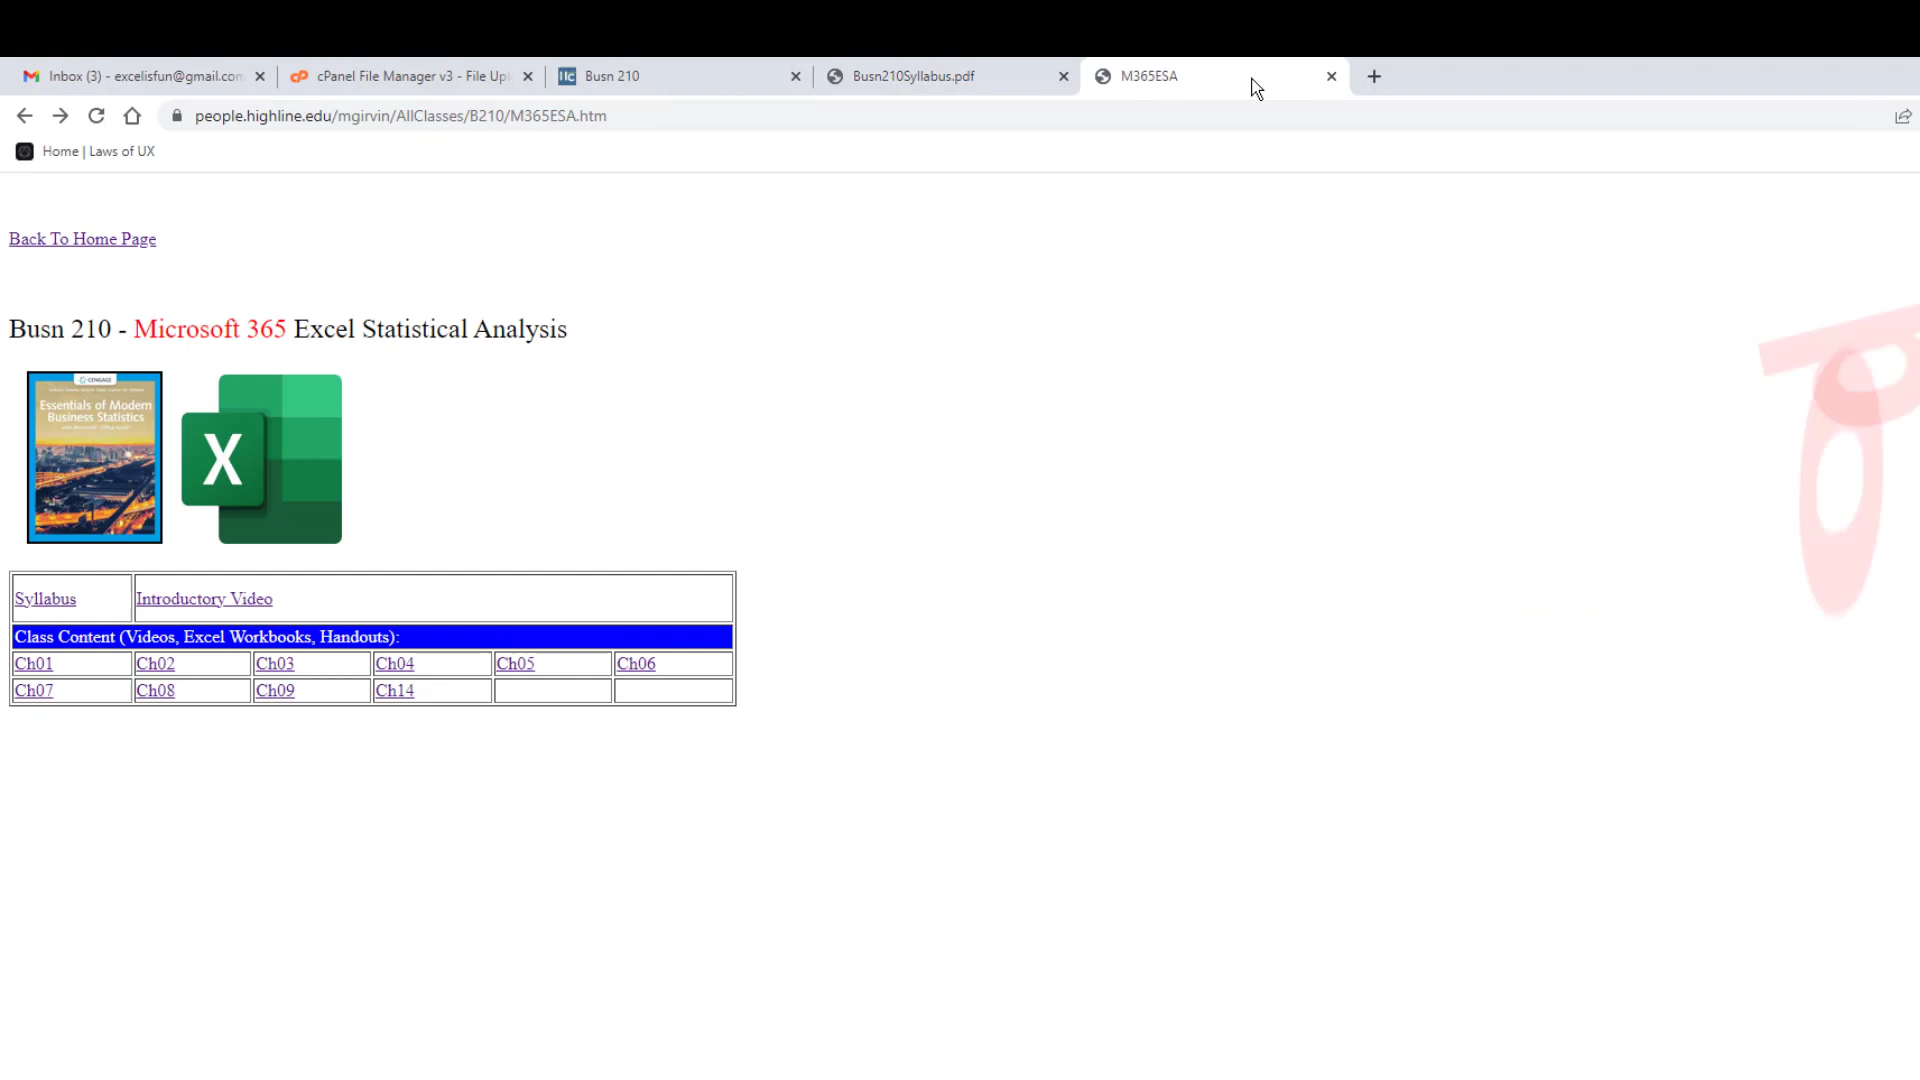 Inbox (3) - excelisfun@gmail.com
cPanel File Manager v3 - File Upl
Busn 210
Busn210Syllabus.pdf
M365ESA
people.highline.edu/mgirvin/AllClasses/B210/M365ESA.htm
Home | Laws of UX
Back To Home Page
Busn 210 - Microsoft 365 Excel Statistical Analysis
CENGAGE
Essentials of Modern
Business Statistics
X
Syllabus Introductory Video
Class Content (Videos, Excel Workbooks, Handouts):
Ch01 Ch02 Ch03 Ch04 Ch05 Ch06
Ch07 Ch08 Ch09 Ch14